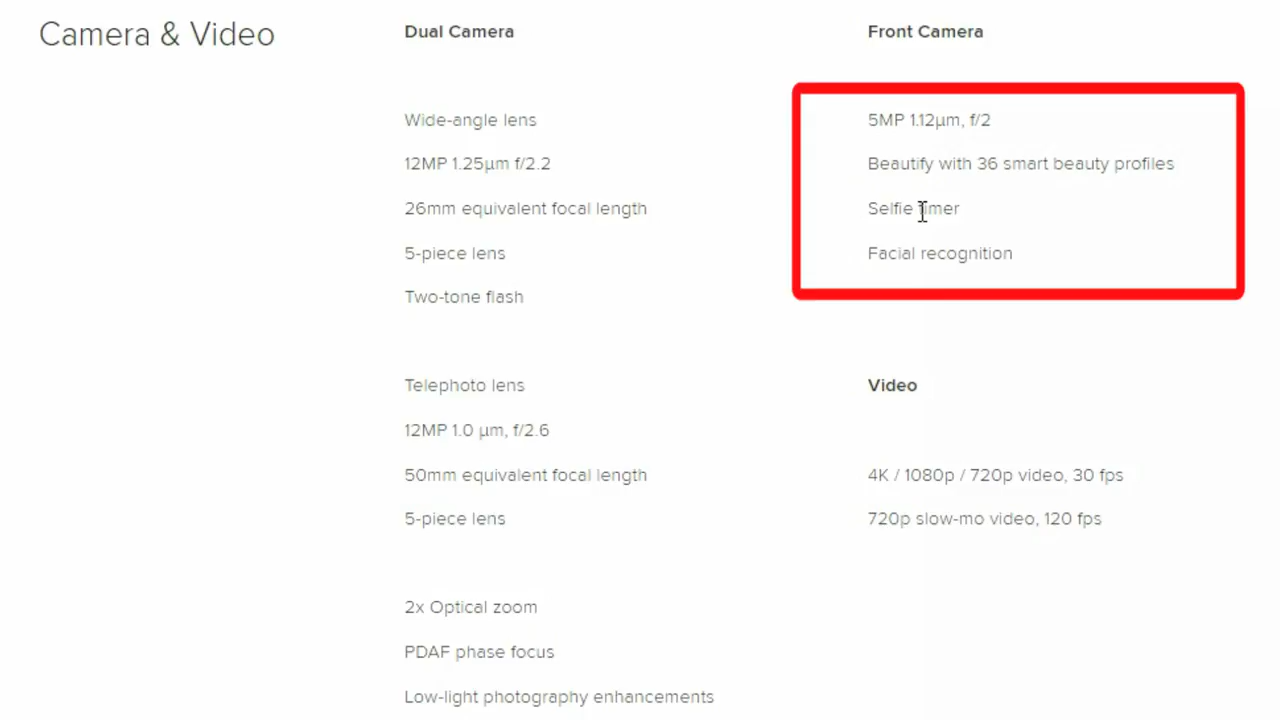 Camera & Video
Dual Camera
Wide-angle lens
12MP 1.25µm f/2.2
26mm equivalent focal length
5-piece lens
Two-tone flash
Telephoto lens
12MP 1.0 µm, f/2.6
50mm equivalent focal length
5-piece lens
2x Optical zoom
PDAF phase focus
Low-light photography enhancements
Front Camera
5MP 1.12µm, f/2
Beautify with 36 smart beauty profiles
Selfie timer
Facial recognition
Video
4K / 1080p / 720p video, 30 fps
720p slow-mo video, 120 fps